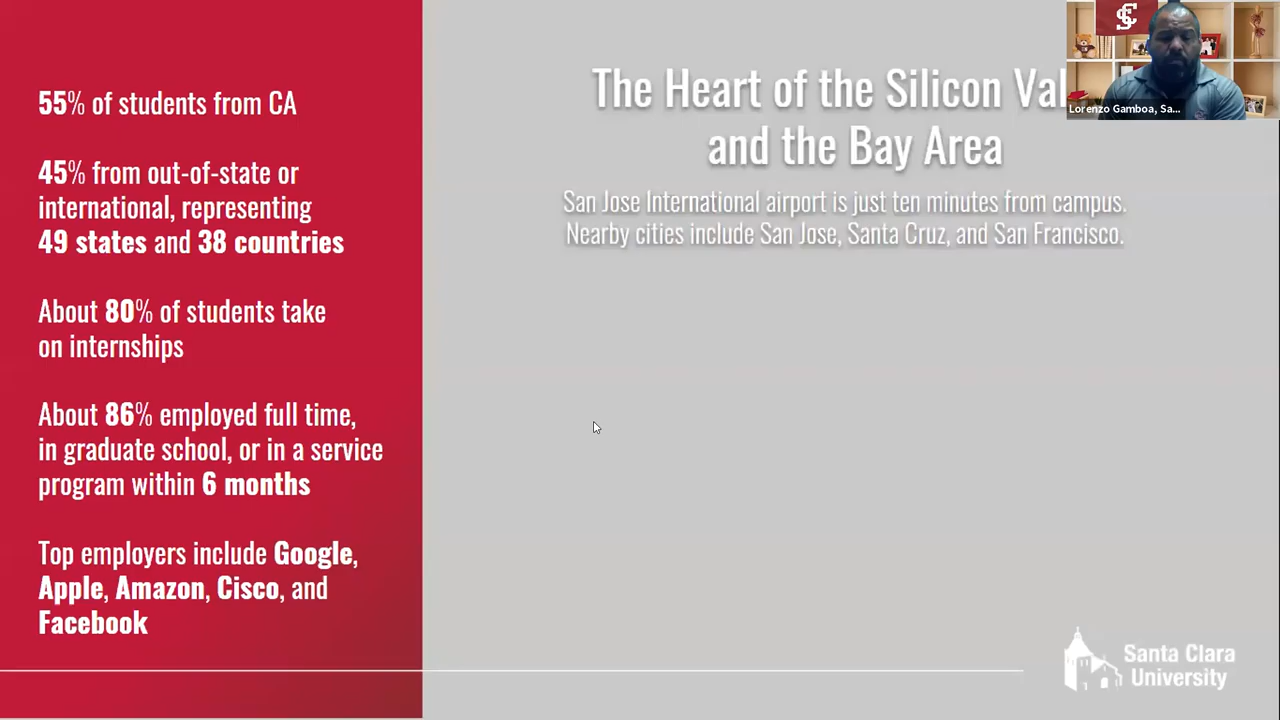 55% of students from CA
45% from out-of-state or
international, representing
49 states and 38 countries
About 80% of students take
on internships
About 86% employed full time,
in graduate school, or in a service
program within 6 months
Top employers include Google,
Apple, Amazon, Cisco, and
Facebook
The Heart of the Silicon Val
and the Bay Area
San Jose International airport is just ten minutes from campus.
Nearby cities include San Jose, Santa Cruz, and San Francisco.
SC
Lorenzo Gamboa, Sa...
Santa Clara
University